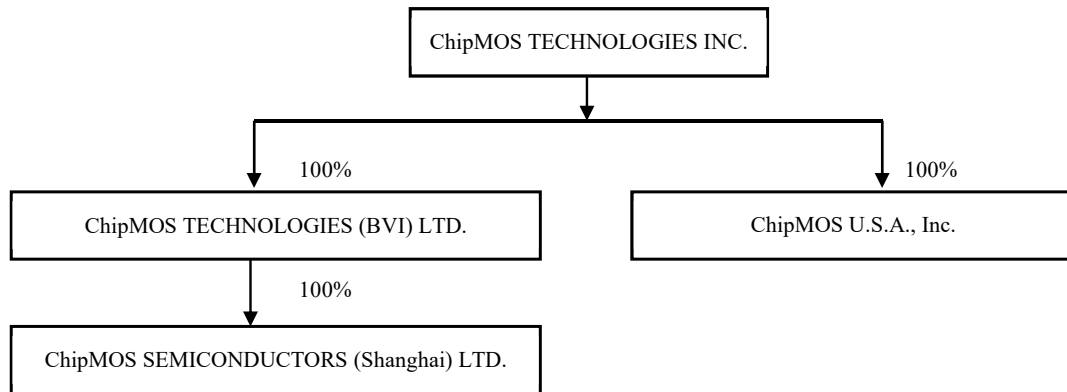 ChipMOS TECHNOLOGIES INC.
100%
100%
ChipMOS TECHNOLOGIES (BVI) LTD.
ChipMOS U.S.A., Inc.
100%
ChipMOS SEMICONDUCTORS (Shanghai) LTD.